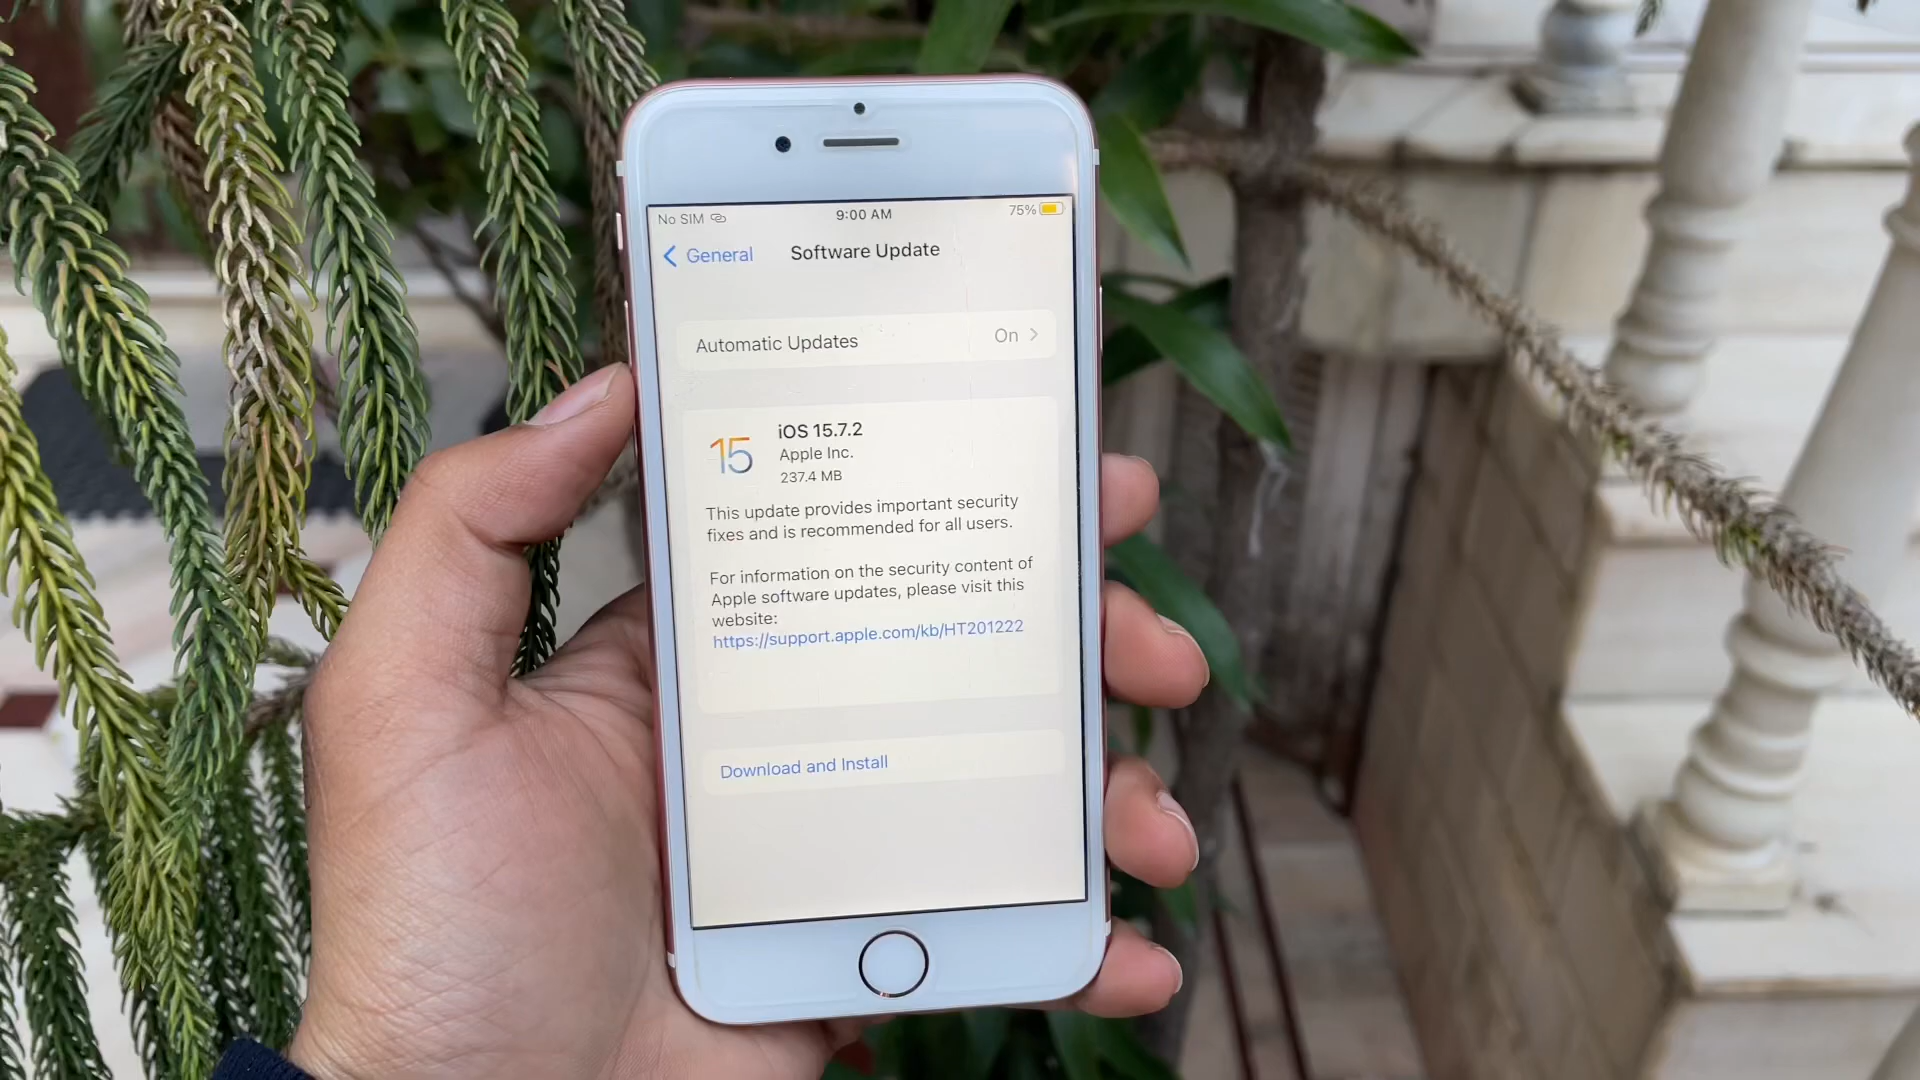 No SIM 9:00 AM 75%
General Software Update
Automatic Updates On
15
iOS 15.7.2
Apple Inc.
237.4 MB
This update provides important security
fixes and is recommended for all users.
For information on the security content of
Apple software updates, please visit this
website:
https://support.apple.com/kb/HT201222
Download and Install